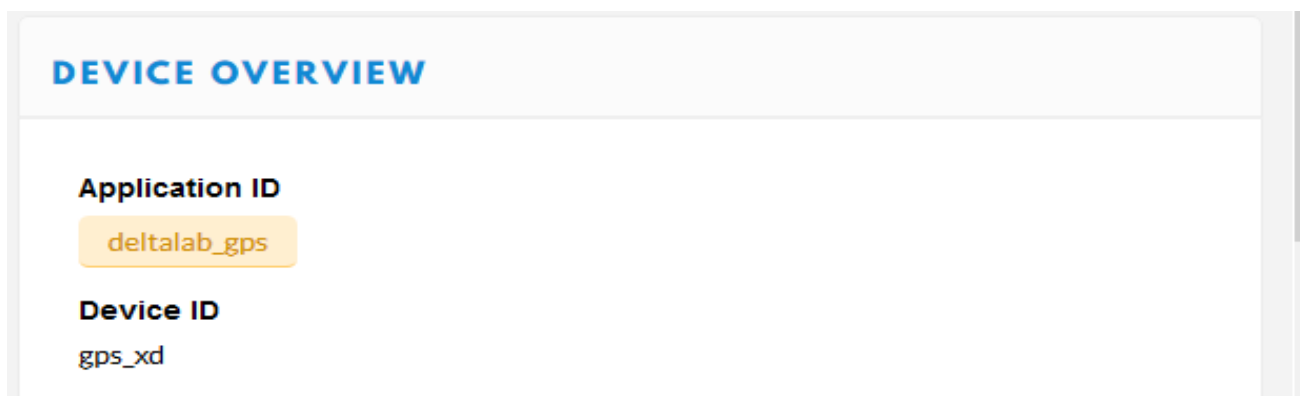 DEVICE OVERVIEW
Application ID
deltalab_gps
Device ID
gps_xd